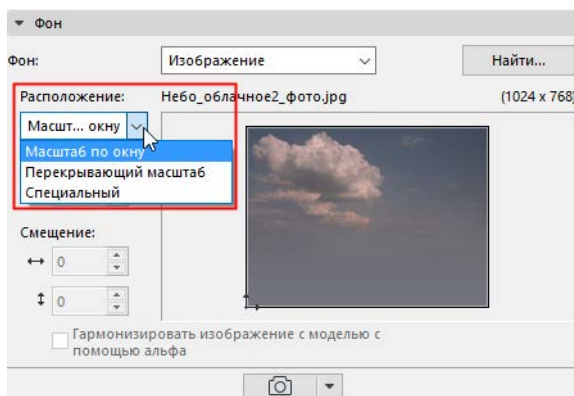 Фон
Фон:
Изображение
Найти...
Расположение:
Небо_облачное2_фото.jpg
(1024 x 768)
Масшт... окну
Масштаб по окну
Перекрывающий масштаб
Специальный
Смещение:
0
0
Гармонизировать изображение с моделью с
помощью альфа